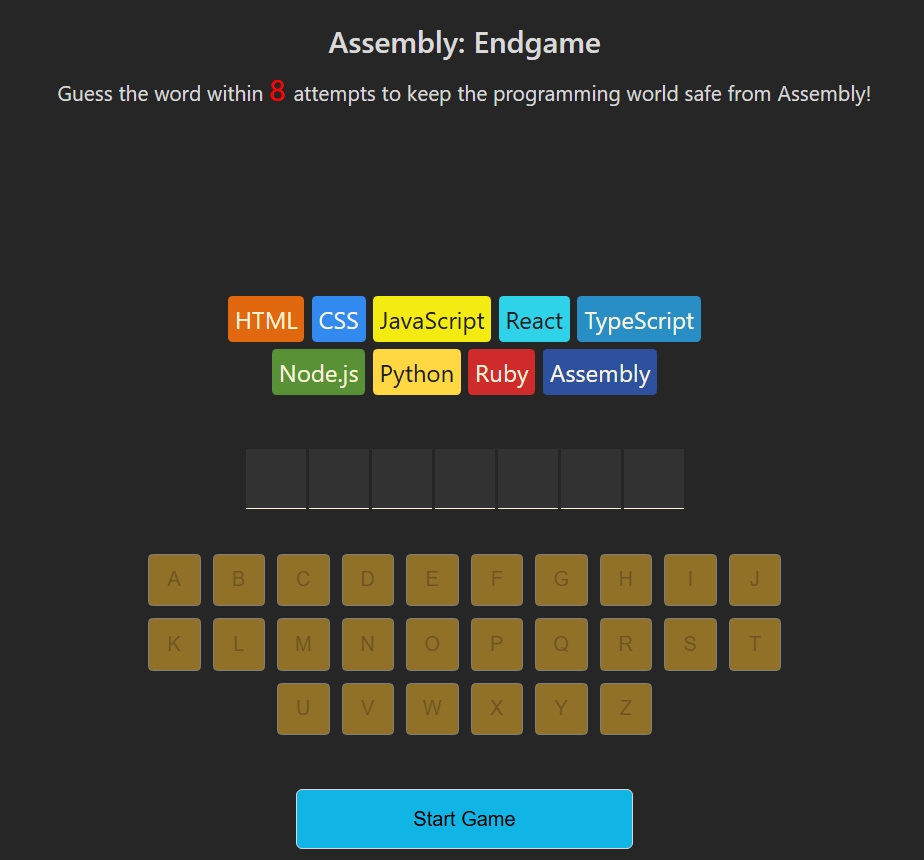 Assembly: Endgame
Guess the word within 8 attempts to keep the programming world safe from Assembly!
HTML CSS JavaScript React TypeScript
Node.js Python Ruby Assembly
A B C D E F G H I J
K L M N O P Q R S T
U V W X Y Z
Start Game